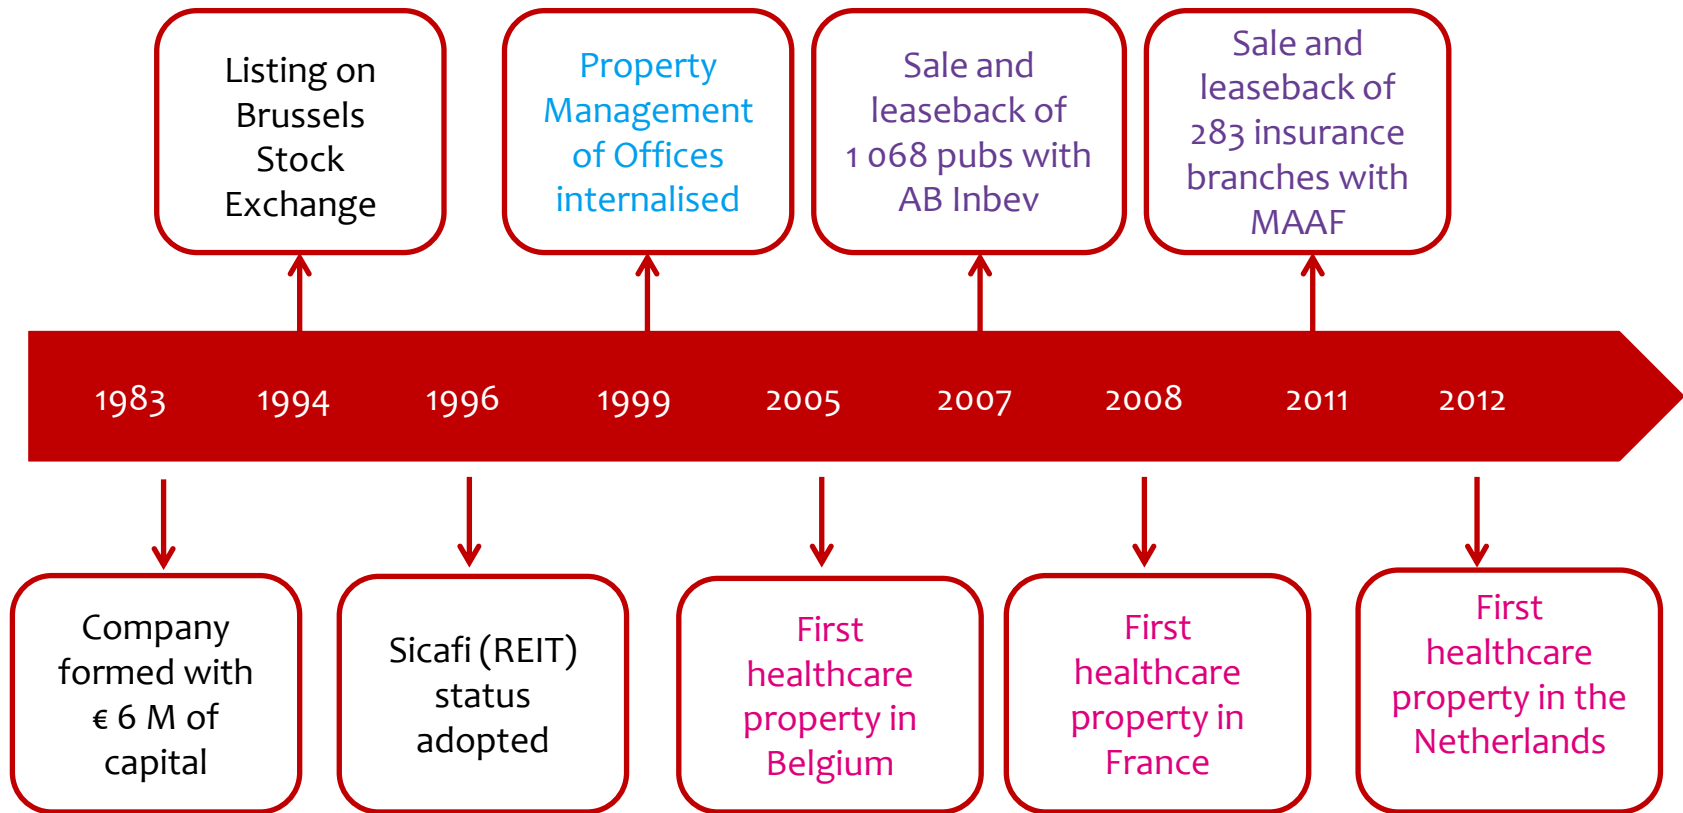 Listing on
Brussels
Stock
Exchange
Property
Management
of Offices
internalised
Sale and
leaseback of
1 068 pubs with
AB Inbev
Sale and
leaseback of
283 insurance
branches with
MAAF
1983 1994 1996 1999 2005 2007 2008 2011 2012
Company
formed with
€ 6 M of
capital
Sicafi (REIT)
status
adopted
First
healthcare
property in
Belgium
First
healthcare
property in
France
First
healthcare
property in the
Netherlands